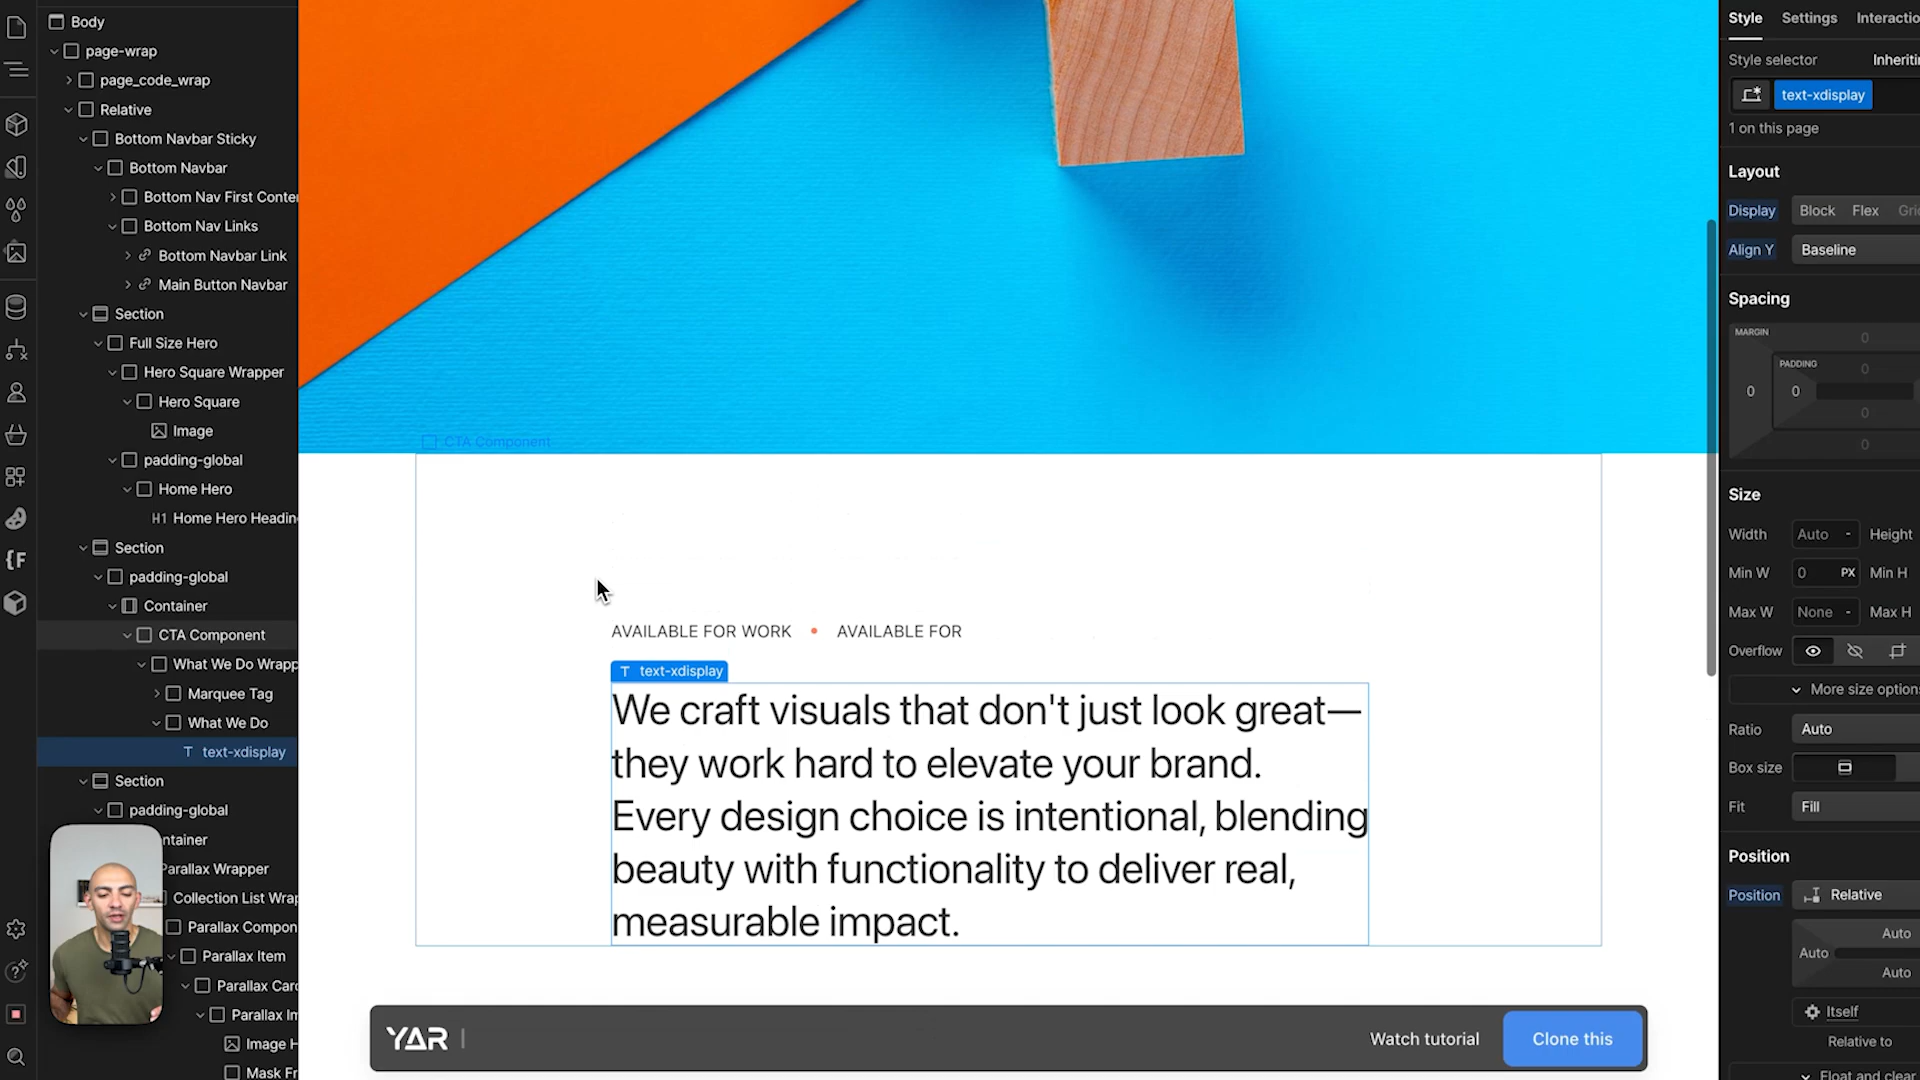 Body
page-wrap
page_code_wrap
Relative
Bottom Navbar Sticky
Bottom Navbar
Bottom Nav First Conter
Bottom Nav Links
Bottom Navbar Link
Main Button Navbar
Section
Full Size Hero
Hero Square Wrapper
Hero Square
Image
padding-global
Home Hero
H1 Home Hero Heading
Section
padding-global
Container
CTA Component
What We Do Wrapp
Marquee Tag
What We Do
T text-xdisplay
Section
padding-global
ntainer
Parallax Wrapper
Collection List Wrap
Parallax Compon
Parallax Item
Parallax Card
Parallax Im
Image H
Mask Fr
CTA Component
AVAILABLE FOR WORK • AVAILABLE FOR
T text-xdisplay
We craft visuals that don't just look great—
they work hard to elevate your brand.
Every design choice is intentional, blending
beauty with functionality to deliver real,
measurable impact.
YAR
Watch tutorial
Clone this
Style Settings Interactio
Style selector Inheritin
text-xdisplay
1 on this page
Layout
Display Block Flex Gric
Align Y Baseline
Spacing
MARGIN
0
PADDING
0
0 0
0
0
Size
Width Auto - Height
Min W 0 PX Min H
Max W None - Max H
Overflow
More size options
Ratio Auto
Box size
Fit Fill
Position
Position Relative
Auto
Auto
Auto
Itself
Relative to
Float and clear